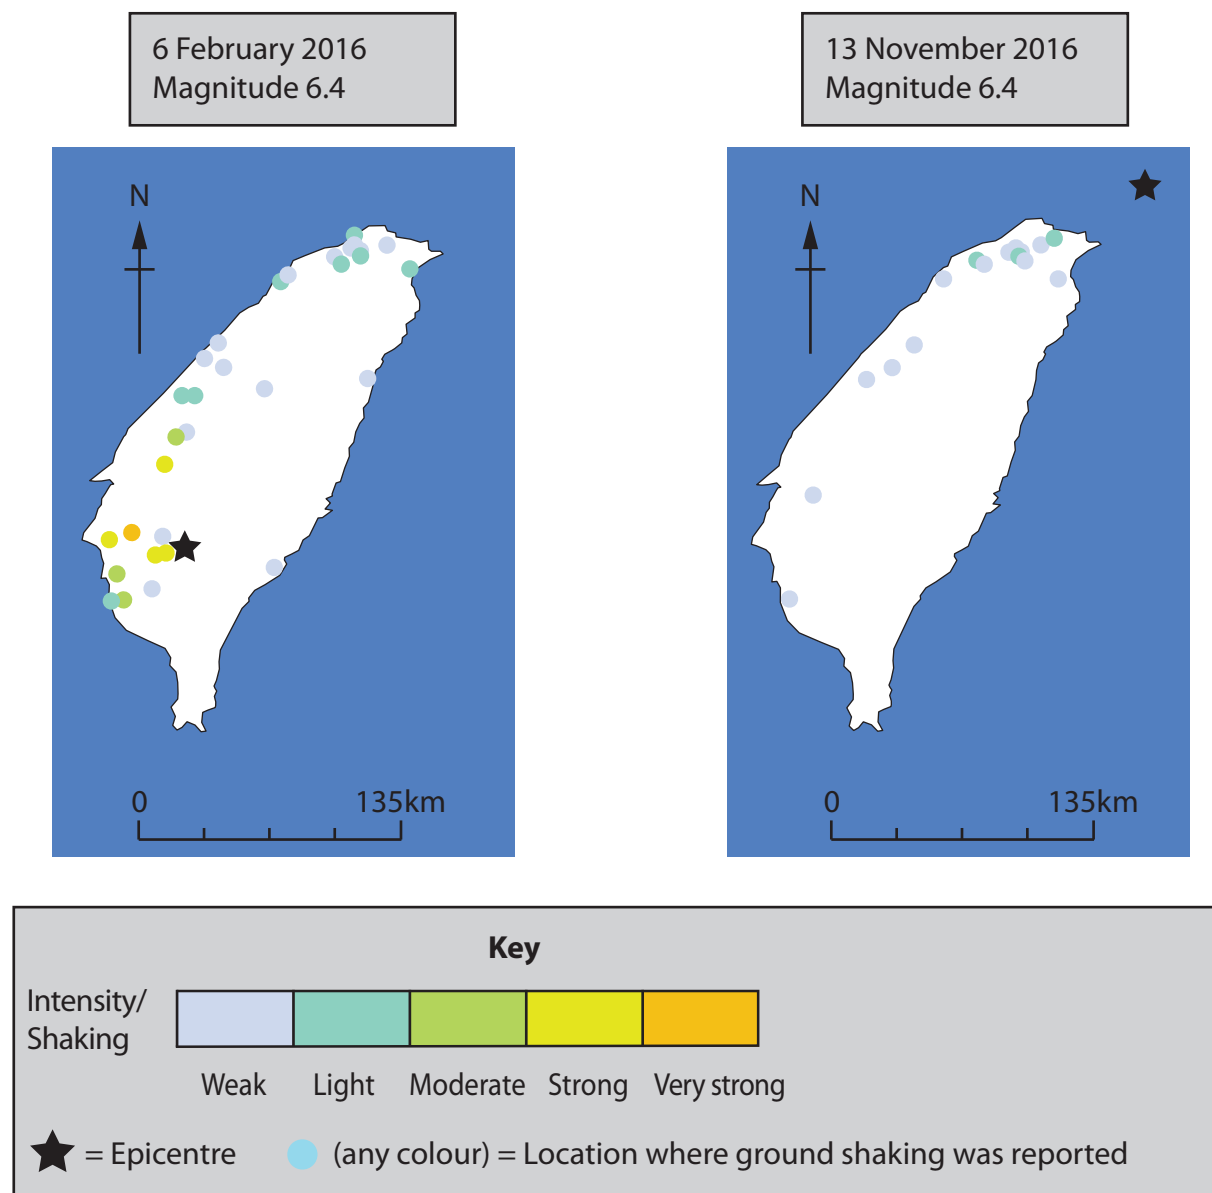 6 February 2016
Magnitude 6.4
13 November 2016
Magnitude 6.4
N
N
0 135km
0 135km
Key
Intensity/
Shaking
Weak Light Moderate Strong Very strong
= Epicentre (any colour) = Location where ground shaking was reported